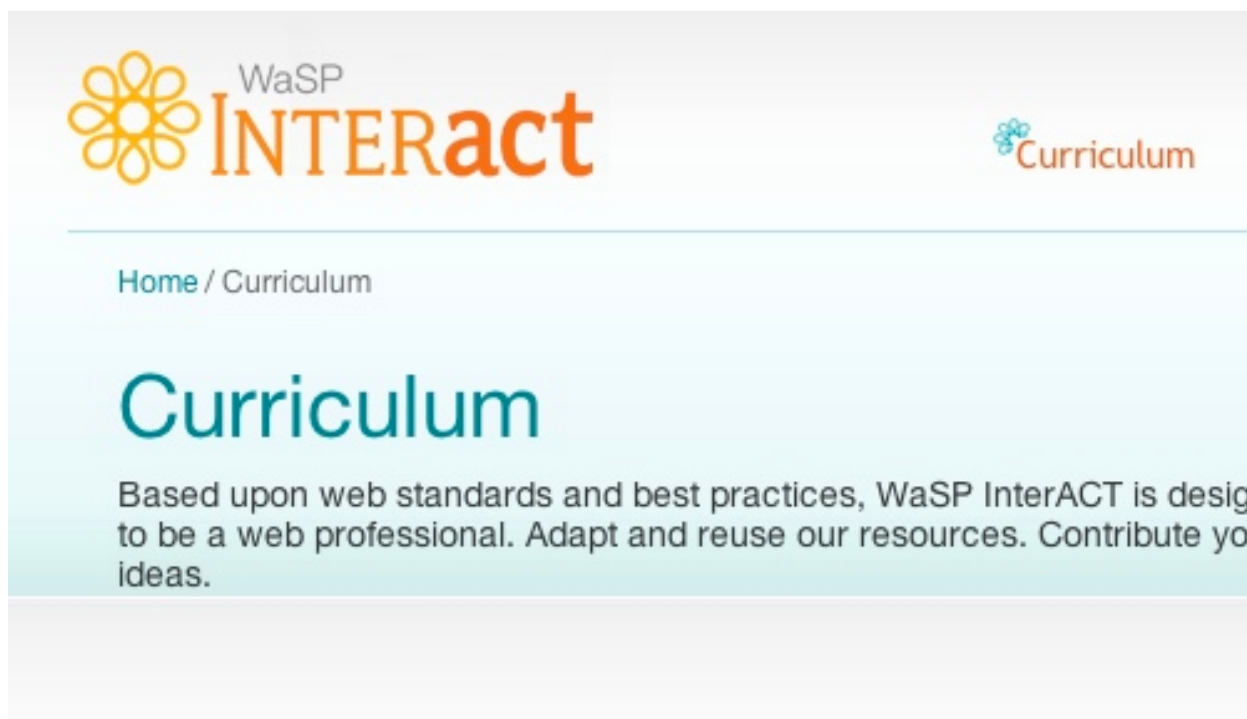 WaSP
INTERact
Curriculum
Home / Curriculum
Curriculum
Based upon web standards and best practices, WaSP InterACT is desig
to be a web professional. Adapt and reuse our resources. Contribute yo
ideas.